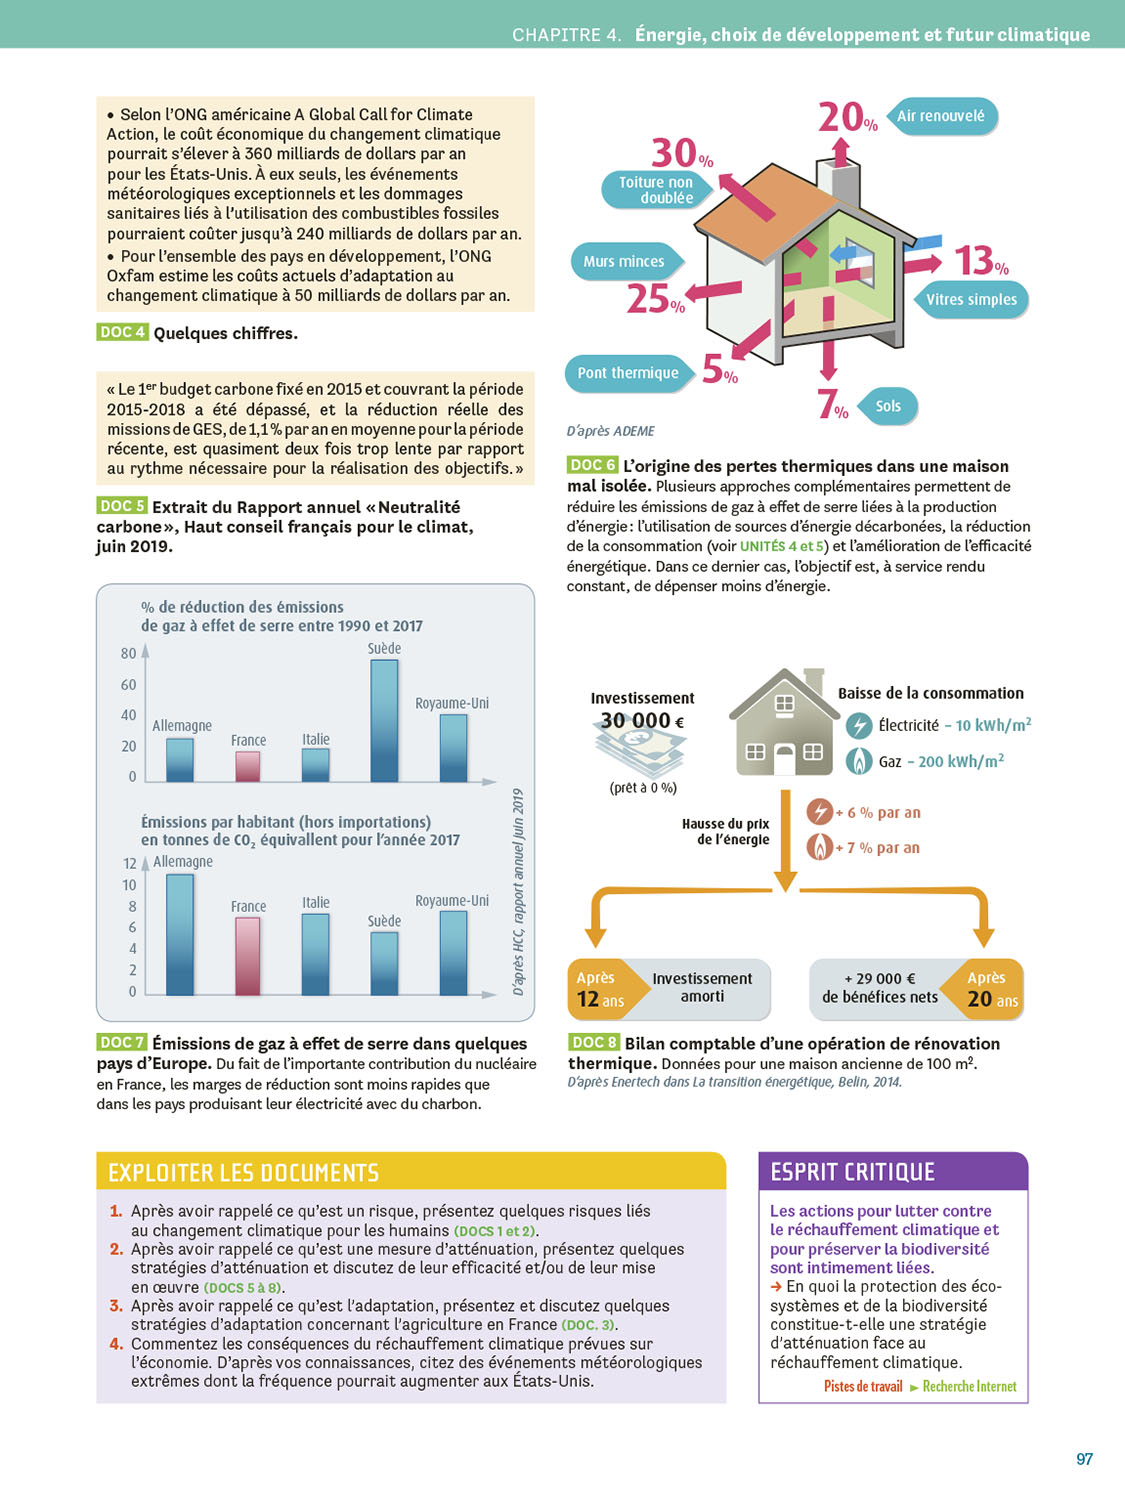 CHAPITRE 4. Énergie, choix de développement et futur climatique
• Selon l'ONG américaine A Global Call for Climate
Action, le coût économique du changement climatique
pourrait s'élever à 360 milliards de dollars par an
pour les États-Unis. À eux seuls, les événements
météorologiques exceptionnels et les dommages
sanitaires liés à l'utilisation des combustibles fossiles
pourraient coûter jusqu'à 240 milliards de dollars par an.
• Pour l'ensemble des pays en développement, l'ONG
Oxfam estime les coûts actuels d'adaptation au
changement climatique à 50 milliards de dollars par an.
DOC 4 Quelques chiffres.
« Le 1er budget carbone fixé en 2015 et couvrant la période
2015-2018 a été dépassé, et la réduction réelle des
missions de GES, de 1,1 % par an en moyenne pour la période
récente, est quasiment deux fois trop lente par rapport
au rythme nécessaire pour la réalisation des objectifs. »
DOC 5 Extrait du Rapport annuel « Neutralité
carbone », Haut conseil français pour le climat,
juin 2019.
% de réduction des émissions
de gaz à effet de serre entre 1990 et 2017
80
60
40
20
0
Allemagne
France
Italie
Suède
Royaume-Uni
Émissions par habitant (hors importations)
en tonnes de CO2 équivallent pour l'année 2017
12
10
8
6
4
2
0
Allemagne
France
Italie
Suède
Royaume-Uni
D'après HCC, rapport annuel juin 2019
DOC 7 Émissions de gaz à effet de serre dans quelques
pays d'Europe. Du fait de l'importante contribution du nucléaire
en France, les marges de réduction sont moins rapides que
dans les pays produisant leur électricité avec du charbon.
20%
Air renouvelé
30%
Toiture non
doublée
Murs minces
25%
13%
Vitres simples
Pont thermique
5%
7%
Sols
D'après ADEME
DOC 6 L'origine des pertes thermiques dans une maison
mal isolée. Plusieurs approches complémentaires permettent de
réduire les émissions de gaz à effet de serre liées à la production
d'énergie : l'utilisation de sources d'énergie décarbonées, la réduction
de la consommation (voir UNITÉS 4 et 5) et l'amélioration de l'efficacité
énergétique. Dans ce dernier cas, l'objectif est, à service rendu
constant, de dépenser moins d'énergie.
Investissement
30 000 €
(prêt à 0 %)
Baisse de la consommation
Électricité – 10 kWh/m²
Gaz – 200 kWh/m²
Hausse du prix
de l'énergie
+ 6 % par an
+ 7 % par an
Après
12 ans
Investissement
amorti
+ 29 000 €
de bénéfices nets
Après
20 ans
DOC 8 Bilan comptable d'une opération de rénovation
thermique. Données pour une maison ancienne de 100 m².
D'après Enertech dans La transition énergétique, Belin, 2014.
EXPLOITER LES DOCUMENTS
1. Après avoir rappelé ce qu'est un risque, présentez quelques risques liés
au changement climatique pour les humains (DOCS 1 et 2).
2. Après avoir rappelé ce qu'est une mesure d'atténuation, présentez quelques
stratégies d'atténuation et discutez de leur efficacité et/ou de leur mise
en œuvre (DOCS 5 à 8).
3. Après avoir rappelé ce qu'est l'adaptation, présentez et discutez quelques
stratégies d'adaptation concernant l'agriculture en France (DOC. 3).
4. Commentez les conséquences du réchauffement climatique prévues sur
l'économie. D'après vos connaissances, citez des événements météorologiques
extrêmes dont la fréquence pourrait augmenter aux États-Unis.
ESPRIT CRITIQUE
Les actions pour lutter contre
le réchauffement climatique et
pour préserver la biodiversité
sont intimement liées.
→ En quoi la protection des éco-
systèmes et de la biodiversité
constitue-t-elle une stratégie
d'atténuation face au
réchauffement climatique.
Pistes de travail ► Recherche Internet
97